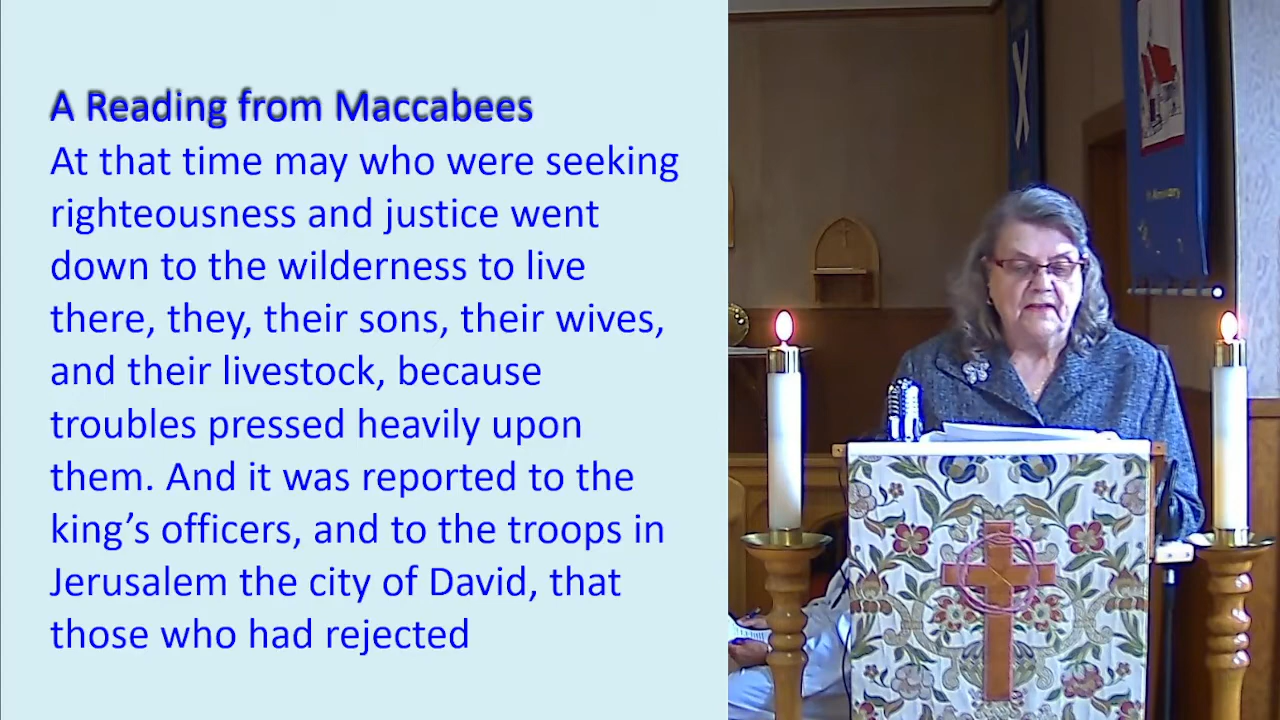 A Reading from Maccabees
At that time may who were seeking
righteousness and justice went
down to the wilderness to live
there, they, their sons, their wives,
and their livestock, because
troubles pressed heavily upon
them. And it was reported to the
king’s officers, and to the troops in
Jerusalem the city of David, that
those who had rejected